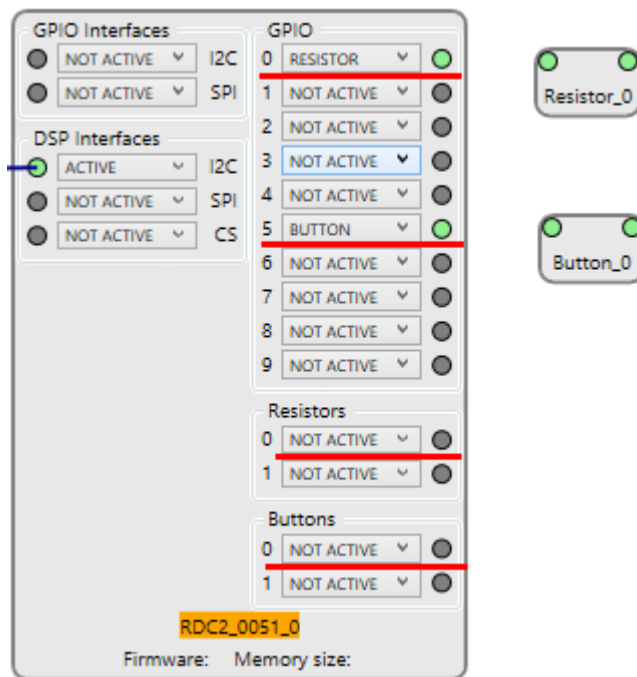 GPIO Interfaces
NOT ACTIVE I2C
NOT ACTIVE SPI
DSP Interfaces
ACTIVE I2C
NOT ACTIVE SPI
NOT ACTIVE CS
GPIO
0 RESISTOR
1 NOT ACTIVE
2 NOT ACTIVE
3 NOT ACTIVE
4 NOT ACTIVE
5 BUTTON
6 NOT ACTIVE
7 NOT ACTIVE
8 NOT ACTIVE
9 NOT ACTIVE
Resistors
0 NOT ACTIVE
1 NOT ACTIVE
Buttons
0 NOT ACTIVE
1 NOT ACTIVE
RDC2_0051_0
Firmware: Memory size:
Resistor_0
Button_0